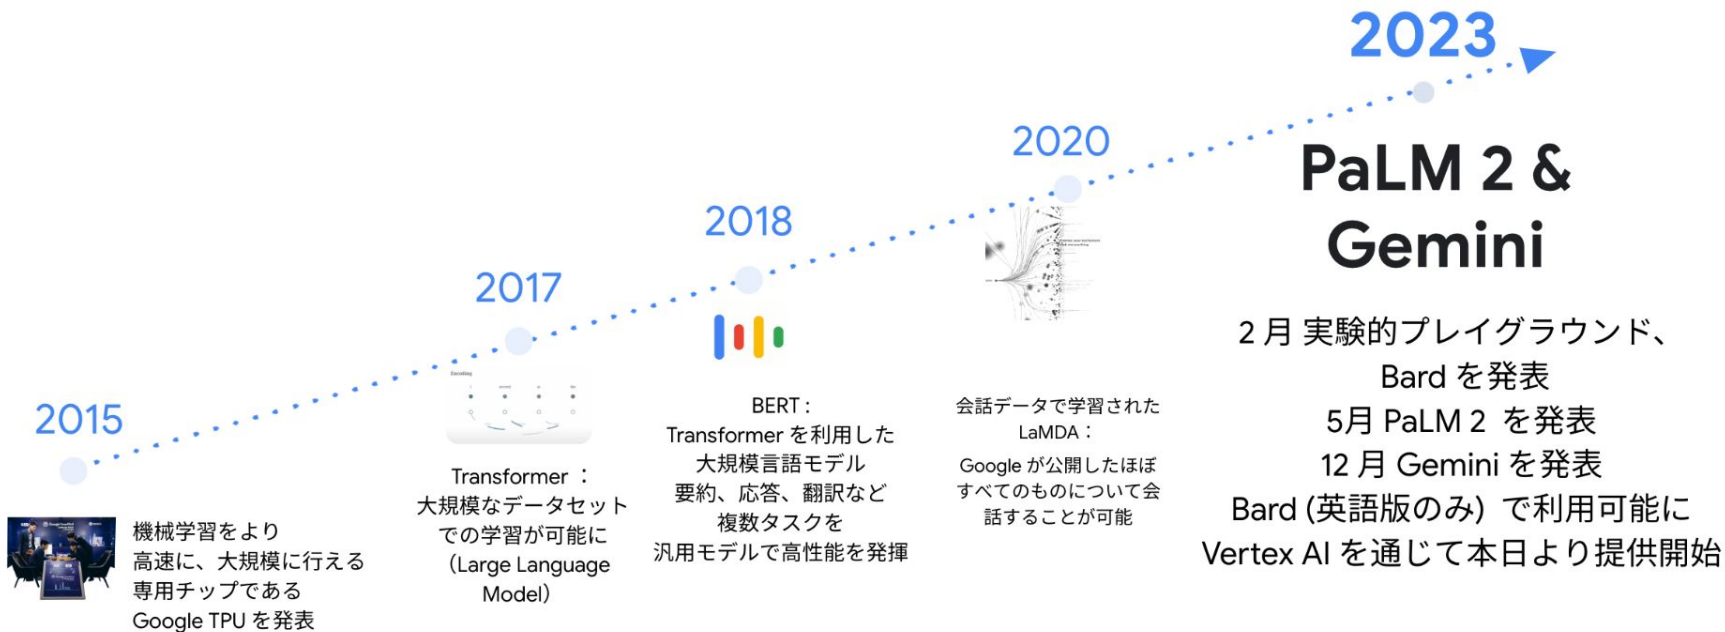 2015
機械学習をより
高速に、大規模に行える
専用チップである
Google TPU を発表
2017
Encoding
Transformer ：
大規模なデータセット
での学習が可能に
（Large Language
Model）
2018
BERT :
Transformer を利用した
大規模言語モデル
要約、応答、翻訳など
複数タスクを
汎用モデルで高性能を発揮
2020
会話データで学習された
LaMDA：
Google が公開したほぼ
すべてのものについて会
話することが可能
2023
PaLM 2 &
Gemini
2 月 実験的プレイグラウンド、
Bard を発表
5月 PaLM 2 を発表
12 月 Gemini を発表
Bard (英語版のみ) で利用可能に
Vertex AI を通じて本日より提供開始